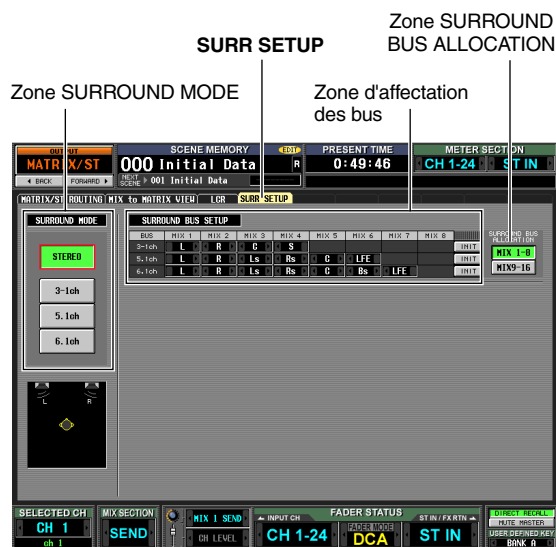 Zone SURROUND
BUS ALLOCATION
SURR SETUP
Zone SURROUND MODE
Zone d'affectation
des bus
OUTPUT
MATRIX/ST
BACK FORWARD
SCENE MEMORY EDIT
000 Initial Data R
NEXT SCENE 001 Initial Data
PRESENT TIME
0:49:46
METER SECTION
CH 1-24 ST IN
MATRIX/ST ROUTING MIX to MATRIX VIEW LCR SURR SETUP
SURROUND MODE
STEREO
3-1ch
5.1ch
6.1ch
SURROUND BUS SETUP
BUS MIX 1 MIX 2 MIX 3 MIX 4 MIX 5 MIX 6 MIX 7 MIX 8
3-1ch L R C S INIT
5.1ch L R Ls Rs C LFE INIT
6.1ch L R Ls Rs C Bs LFE INIT
SURROUND BUS
ALLOCATION
MIX 1-8
MIX9-16
L R
SELECTED CH
CH 1
ch 1
MIX SECTION
SEND
MIX 1 SEND
CH LEVEL
FADER STATUS
INPUT CH
CH 1-24
FADER MODE
DCA
ST IN / FX RTN
ST IN
DIRECT RECALL
MUTE MASTER
USER DEFINED KEY
BANK A